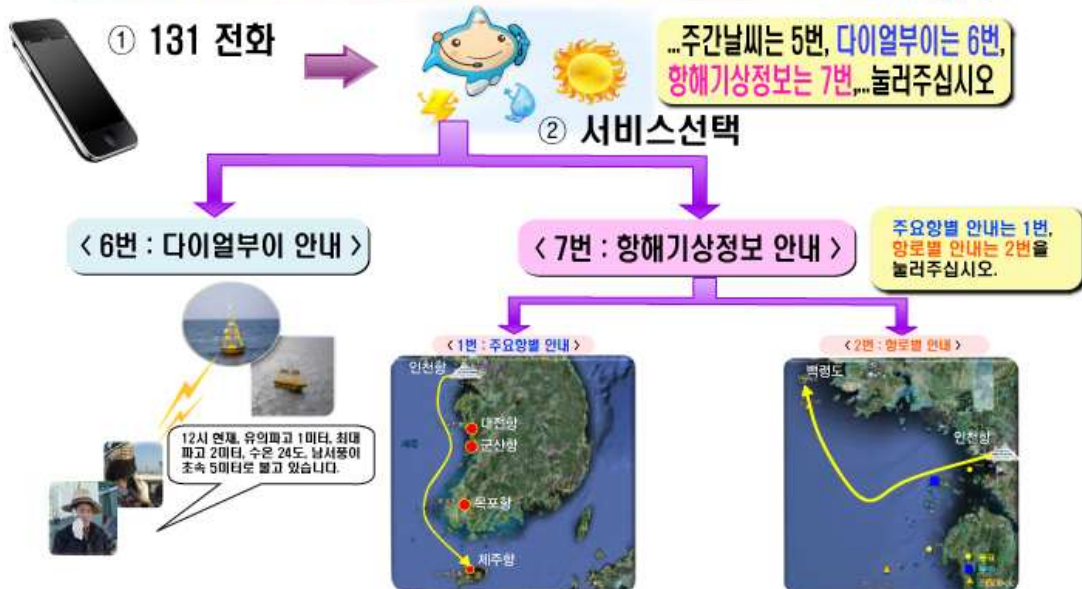 ① 131 전화
...주간날씨는 5번, 다이얼부이는 6번,
항해기상정보는 7번,...눌러주십시오
② 서비스선택
< 6번 : 다이얼부이 안내 >
< 7번 : 항해기상정보 안내 >
주요항별 안내는 1번,
항로별 안내는 2번을
눌러주십시오.
< 1번 : 주요항별 안내 >
< 2번 : 항로별 안내 >
12시 현재, 유의파고 1미터, 최대
파고 2미터, 수온 24도, 남서풍이
초속 5미터로 불고 있습니다.
인천항
대천항
군산항
목포항
제주항
백령도
인천항